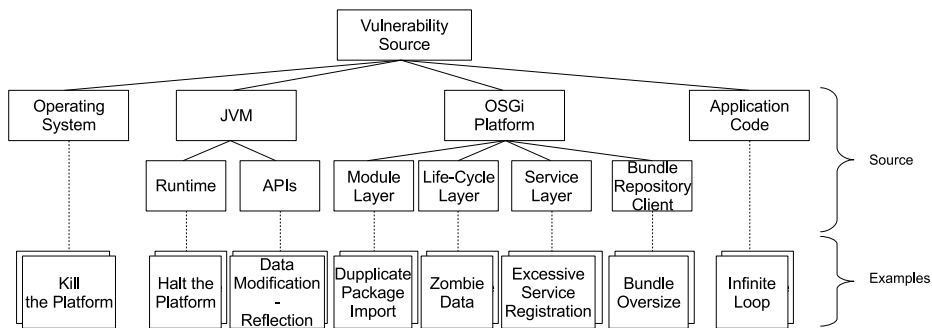 Vulnerability
Source
Operating
System
JVM
OSGi
Platform
Application
Code
Source
Runtime
APIs
Module
Layer
Life-Cycle
Layer
Service
Layer
Bundle
Repository
Client
Kill
the Platform
Halt the
Platform
Data
Modification
-
Reflection
Dupplicate
Package
Import
Zombie
Data
Excessive
Service
Registration
Bundle
Oversize
Infinite
Loop
Examples